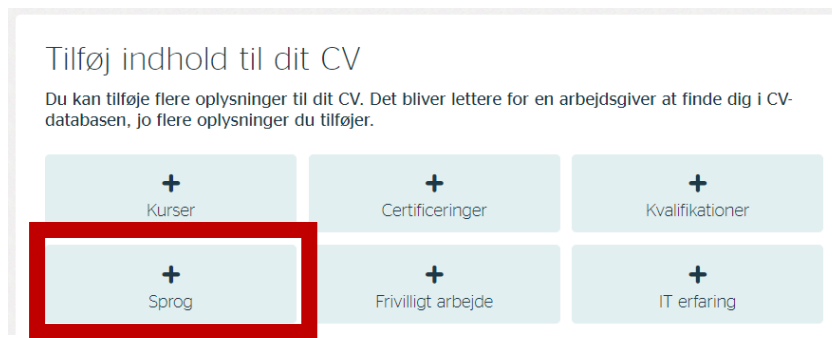 Tilføj indhold til dit CV
Du kan tilføje flere oplysninger til dit CV. Det bliver lettere for en arbejdsgiver at finde dig i CV-
databasen, jo flere oplysninger du tilføjer.
+ + +
Kurser Certificeringer Kvalifikationer
+ + +
Sprog Frivilligt arbejde IT erfaring